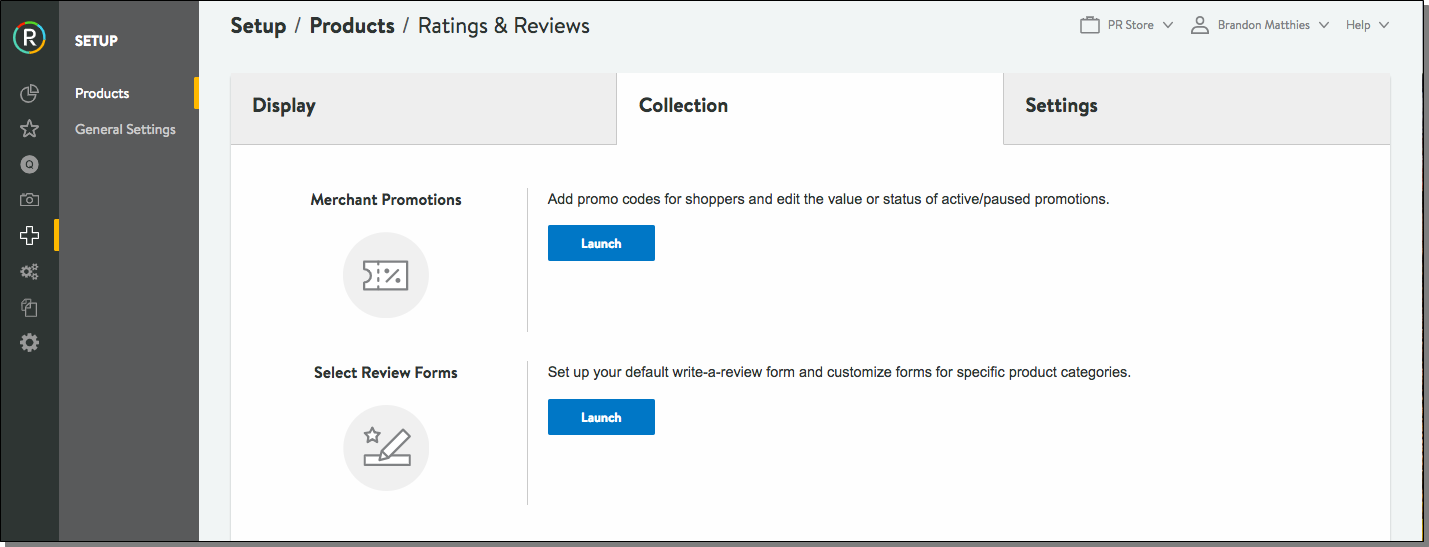 R
SETUP
Products
General Settings
Q
Setup / Products / Ratings & Reviews
PR Store
Brandon Matthies
Help
Display
Collection
Settings
Merchant Promotions
Add promo codes for shoppers and edit the value or status of active/paused promotions.
Launch
%
Select Review Forms
Set up your default write-a-review form and customize forms for specific product categories.
Launch